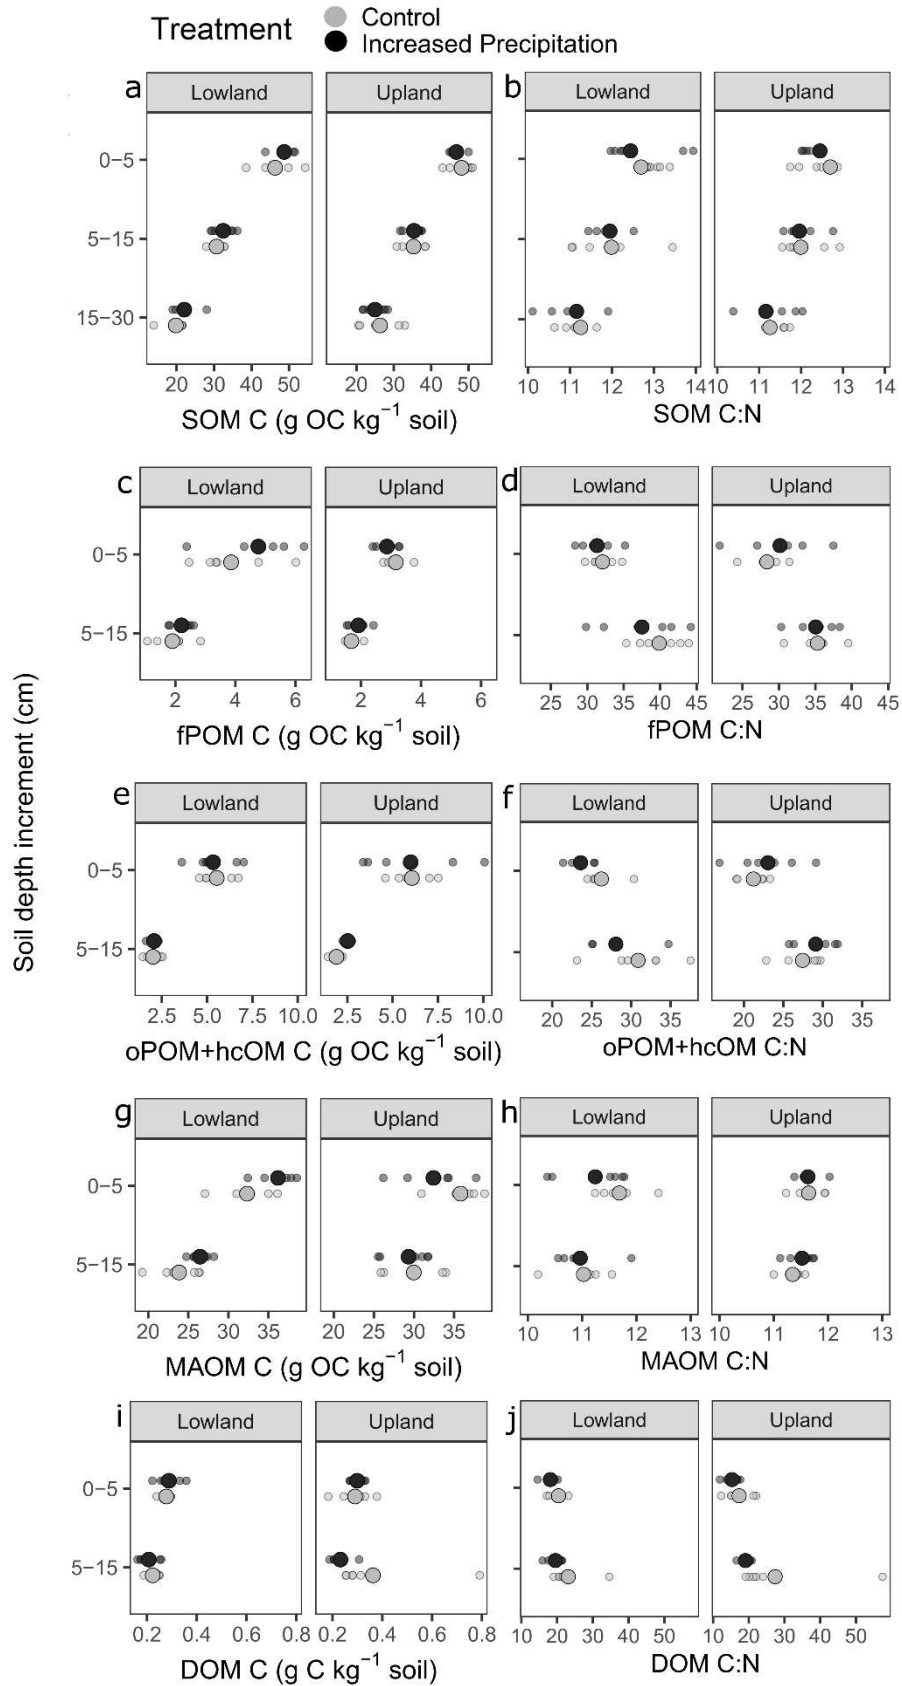 Treatment
Control
Increased Precipitation
a
Lowland
Upland
b
Lowland
Upland
0−5
5−15
15−30
20 30 40 50
20 30 40 50
10 11 12 13 14
10 11 12 13 14
SOM C (g OC kg⁻¹ soil)
SOM C:N
c
Lowland
Upland
d
Lowland
Upland
0−5
5−15
2 4 6
2 4 6
25 30 35 40 45
25 30 35 40 45
fPOM C (g OC kg⁻¹ soil)
fPOM C:N
Soil depth increment (cm)
e
Lowland
Upland
f
Lowland
Upland
0−5
5−15
2.5 5.0 7.5 10.0
2.5 5.0 7.5 10.0
20 25 30 35
20 25 30 35
oPOM+hcOM C (g OC kg⁻¹ soil)
oPOM+hcOM C:N
g
Lowland
Upland
h
Lowland
Upland
0−5
5−15
20 25 30 35
20 25 30 35
10 11 12 13
10 11 12 13
MAOM C (g OC kg⁻¹ soil)
MAOM C:N
i
Lowland
Upland
j
Lowland
Upland
0−5
5−15
0.2 0.4 0.6 0.8
0.2 0.4 0.6 0.8
10 20 30 40 50
10 20 30 40 50
DOM C (g C kg⁻¹ soil)
DOM C:N